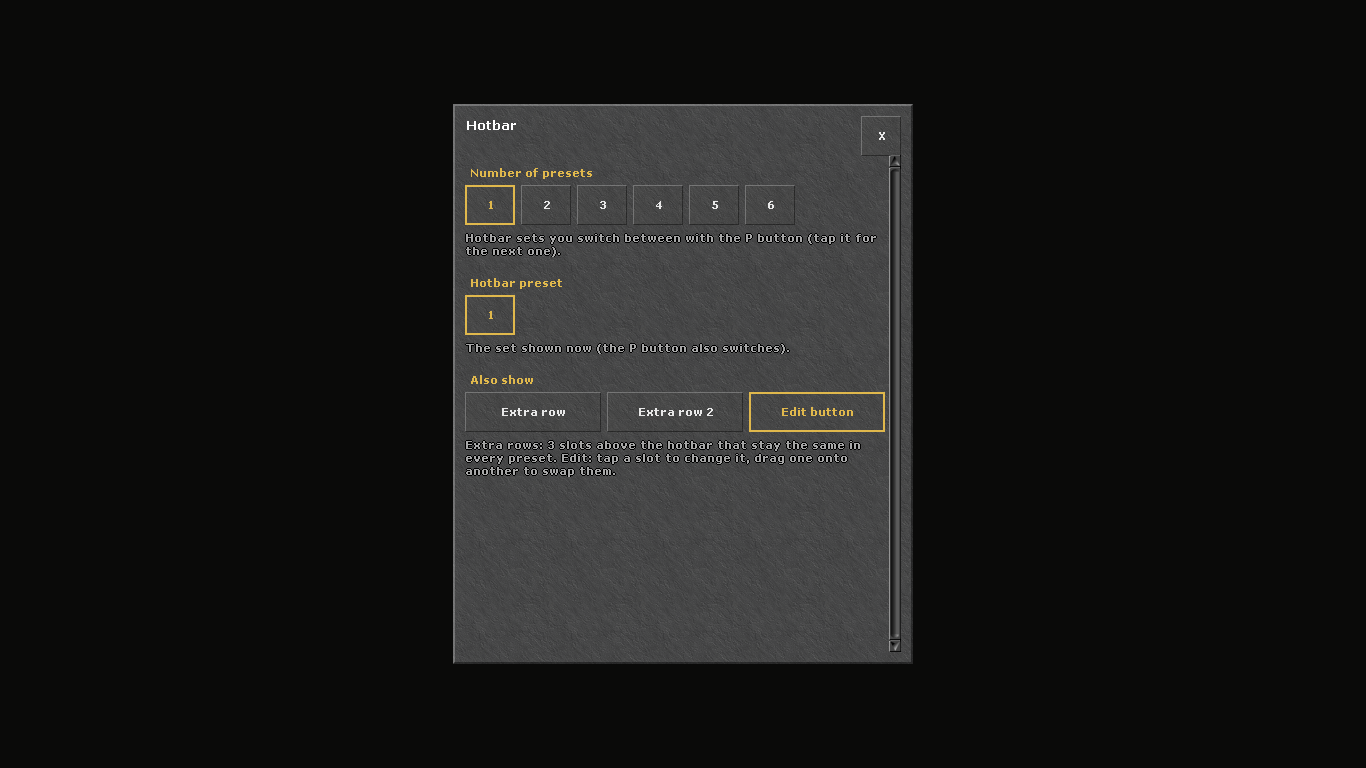 Hotbar
X
Number of presets
1 2 3 4 5 6
Hotbar sets you switch between with the P button (tap it for
the next one).
Hotbar preset
1
The set shown now (the P button also switches).
Also show
Extra row Extra row 2 Edit button
Extra rows: 3 slots above the hotbar that stay the same in
every preset. Edit: tap a slot to change it, drag one onto
another to swap them.